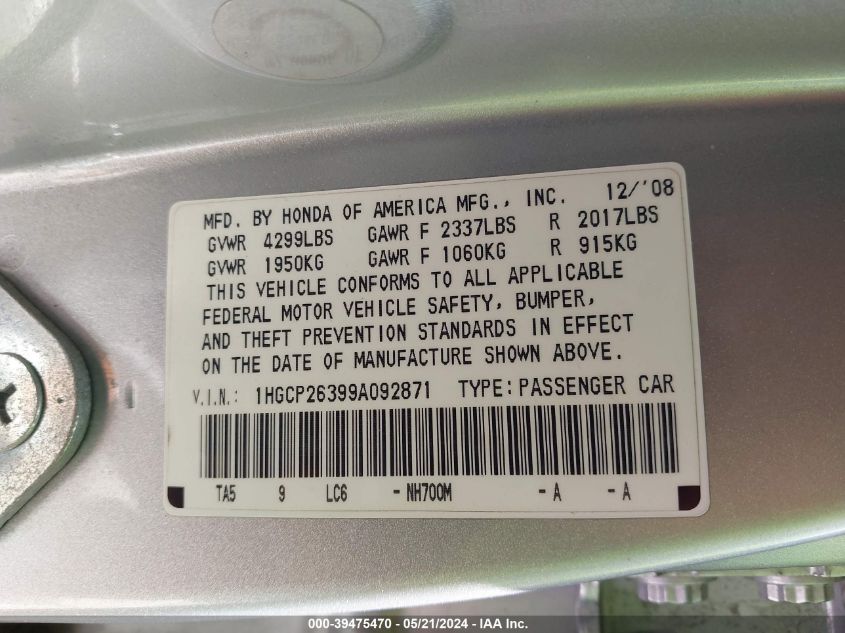 MFD. BY HONDA OF AMERICA MFG., INC. 12/'08
GVWR 4299LBS GAWR F 2337LBS R 2017LBS
GVWR 1950KG GAWR F 1060KG R 915KG
THIS VEHICLE CONFORMS TO ALL APPLICABLE
FEDERAL MOTOR VEHICLE SAFETY, BUMPER,
AND THEFT PREVENTION STANDARDS IN EFFECT
ON THE DATE OF MANUFACTURE SHOWN ABOVE.
V.I.N.: 1HGCP26399A092871 TYPE: PASSENGER CAR
TA5 9 LC6 - NH700M - A - A
000-39475470 - 05/21/2024 - IAA Inc.